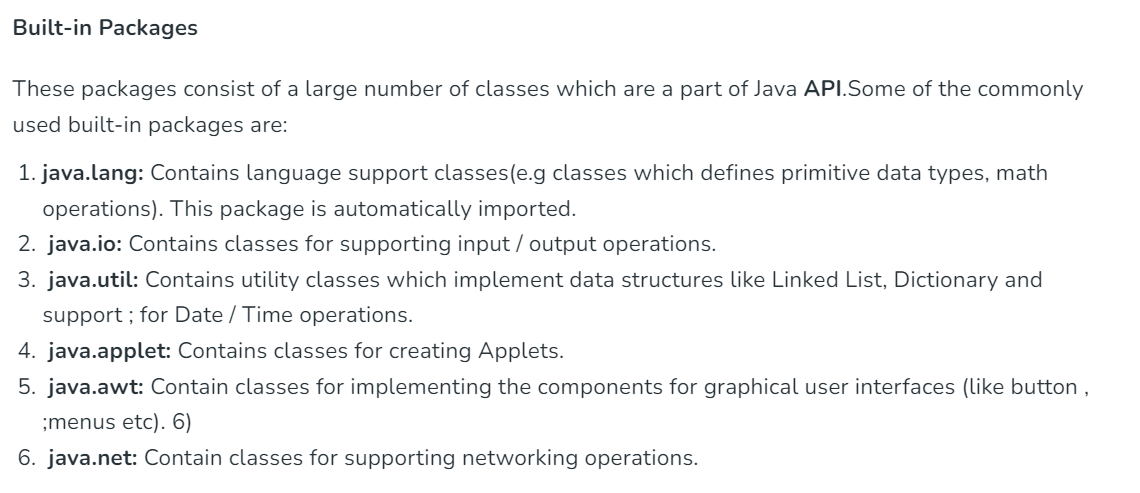 Built-in Packages
These packages consist of a large number of classes which are a part of Java API.Some of the commonly
used built-in packages are:
1. java.lang: Contains language support classes(e.g classes which defines primitive data types, math
operations). This package is automatically imported.
2. java.io: Contains classes for supporting input / output operations.
3. java.util: Contains utility classes which implement data structures like Linked List, Dictionary and
support ; for Date / Time operations.
4. java.applet: Contains classes for creating Applets.
5. java.awt: Contain classes for implementing the components for graphical user interfaces (like button ,
;menus etc). 6)
6. java.net: Contain classes for supporting networking operations.